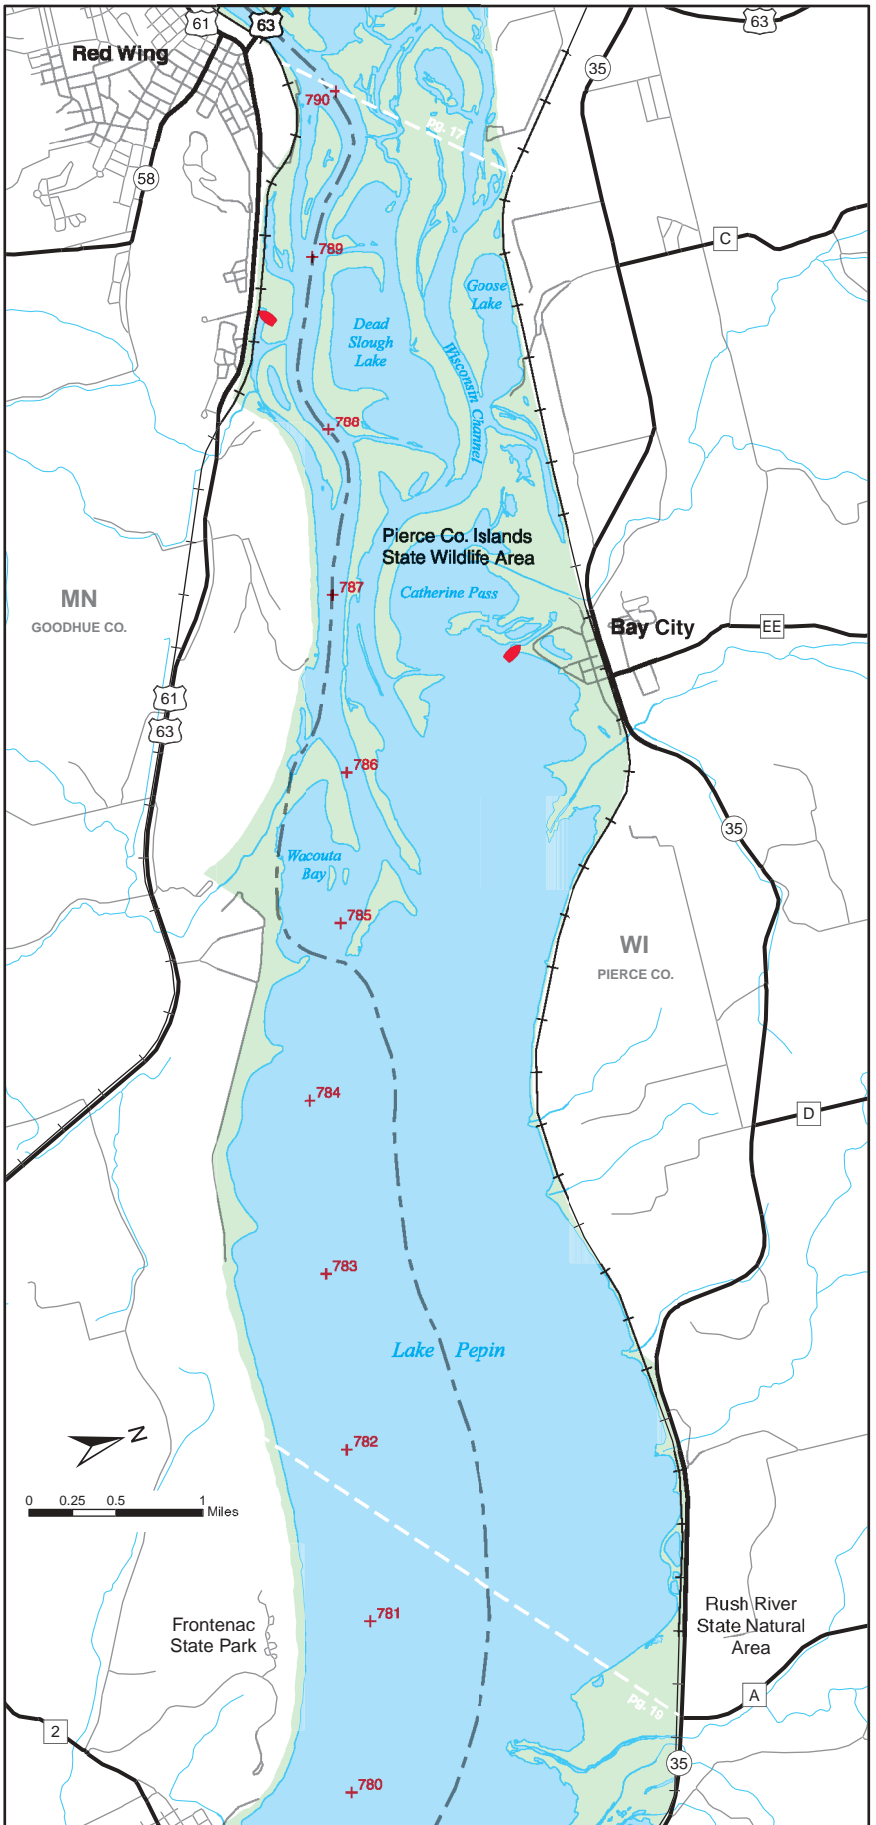 61
63
63
Red Wing
35
790
pg. 17
58
C
789
Goose
Lake
Dead
Slough
Lake
Wisconsin Channel
788
Pierce Co. Islands
State Wildlife Area
787
Catherine Pass
MN
GOODHUE CO.
Bay City
EE
61
63
786
35
Wacouta
Bay
785
WI
PIERCE CO.
784
D
783
Lake Pepin
N
782
0 0.25 0.5 1
Miles
781
Frontenac
State Park
Rush River
State Natural
Area
pg. 19
A
2
35
780